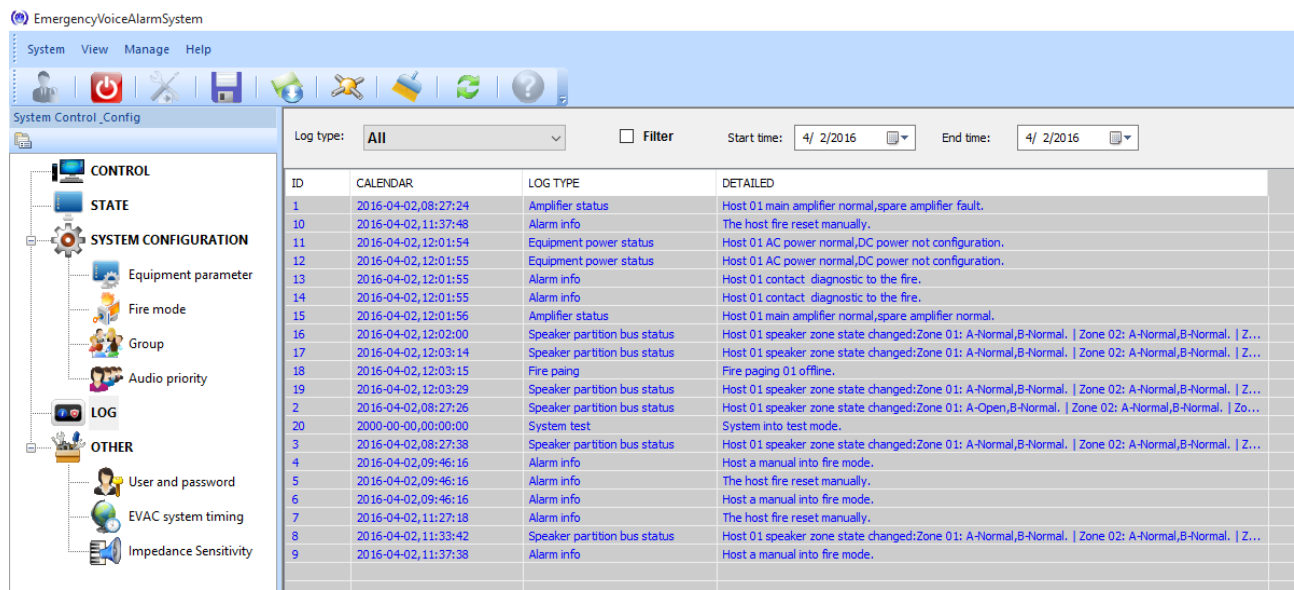 EmergencyVoiceAlarmSystem
System View Manage Help
System Control _Config
Log type: All Filter Start time: 4/ 2/2016 End time: 4/ 2/2016
CONTROL
STATE
SYSTEM CONFIGURATION
Equipment parameter
Fire mode
Group
Audio priority
LOG
OTHER
User and password
EVAC system timing
Impedance Sensitivity
ID CALENDAR LOG TYPE DETAILED
1 2016-04-02,08:27:24 Amplifier status Host 01 main amplifier normal,spare amplifier fault.
10 2016-04-02,11:37:48 Alarm info The host fire reset manually.
11 2016-04-02,12:01:54 Equipment power status Host 01 AC power normal,DC power not configuration.
12 2016-04-02,12:01:55 Equipment power status Host 01 AC power normal,DC power not configuration.
13 2016-04-02,12:01:55 Alarm info Host 01 contact diagnostic to the fire.
14 2016-04-02,12:01:55 Alarm info Host 01 contact diagnostic to the fire.
15 2016-04-02,12:01:56 Amplifier status Host 01 main amplifier normal,spare amplifier normal.
16 2016-04-02,12:02:00 Speaker partition bus status Host 01 speaker zone state changed:Zone 01: A-Normal,B-Normal. | Zone 02: A-Normal,B-Normal. | Z...
17 2016-04-02,12:03:14 Speaker partition bus status Host 01 speaker zone state changed:Zone 01: A-Normal,B-Normal. | Zone 02: A-Normal,B-Normal. | Z...
18 2016-04-02,12:03:15 Fire paing Fire paging 01 offline.
19 2016-04-02,12:03:29 Speaker partition bus status Host 01 speaker zone state changed:Zone 01: A-Normal,B-Normal. | Zone 02: A-Normal,B-Normal. | Z...
2 2016-04-02,08:27:26 Speaker partition bus status Host 01 speaker zone state changed:Zone 01: A-Open,B-Normal. | Zone 02: A-Normal,B-Normal. | Zo...
20 2000-00-00,00:00:00 System test System into test mode.
3 2016-04-02,08:27:38 Speaker partition bus status Host 01 speaker zone state changed:Zone 01: A-Normal,B-Normal. | Zone 02: A-Normal,B-Normal. | Z...
4 2016-04-02,09:46:16 Alarm info Host a manual into fire mode.
5 2016-04-02,09:46:16 Alarm info The host fire reset manually.
6 2016-04-02,09:46:16 Alarm info Host a manual into fire mode.
7 2016-04-02,11:27:18 Alarm info The host fire reset manually.
8 2016-04-02,11:33:42 Speaker partition bus status Host 01 speaker zone state changed:Zone 01: A-Normal,B-Normal. | Zone 02: A-Normal,B-Normal. | Z...
9 2016-04-02,11:37:38 Alarm info Host a manual into fire mode.